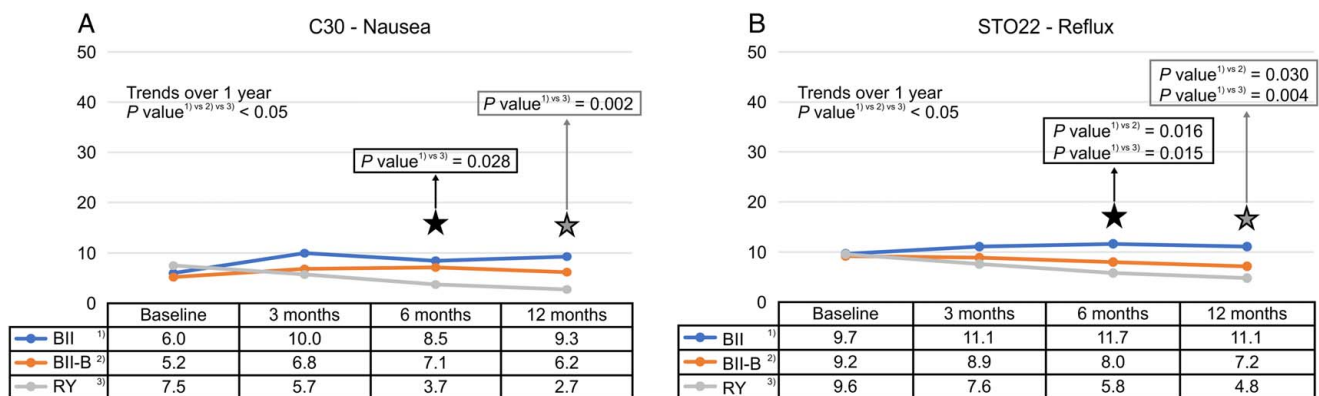 A
C30 - Nausea
50
40
30
20
10
0
Trends over 1 year
P value1) vs 2) vs 3) < 0.05
P value1) vs 3) = 0.028
P value1) vs 3) = 0.002
Baseline 3 months 6 months 12 months
BII 1) 6.0 10.0 8.5 9.3
BII-B 2) 5.2 6.8 7.1 6.2
RY 3) 7.5 5.7 3.7 2.7
B
STO22 - Reflux
50
40
30
20
10
0
Trends over 1 year
P value1) vs 2) vs 3) < 0.05
P value1) vs 2) = 0.016
P value1) vs 3) = 0.015
P value1) vs 2) = 0.030
P value1) vs 3) = 0.004
Baseline 3 months 6 months 12 months
BII 1) 9.7 11.1 11.7 11.1
BII-B 2) 9.2 8.9 8.0 7.2
RY 3) 9.6 7.6 5.8 4.8